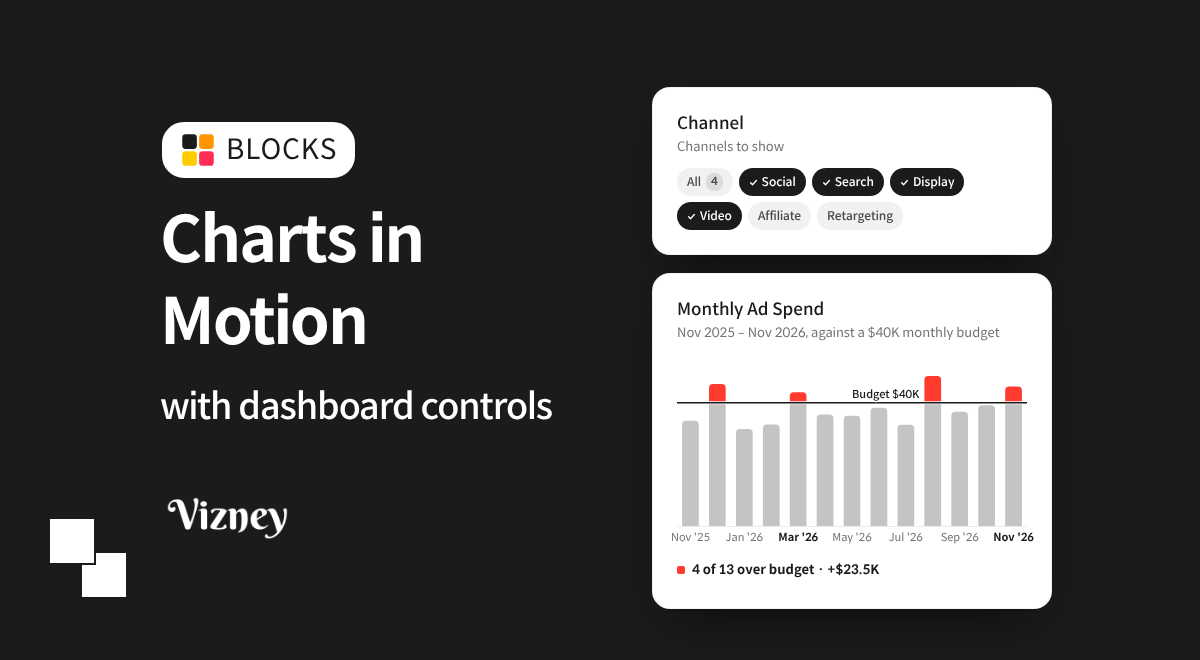 BLOCKS
Charts in
Motion
with dashboard controls
Vizney
Channel
Channels to show
All 4 Social Search Display
Video Affiliate Retargeting
Monthly Ad Spend
Nov 2025 – Nov 2026, against a $40K monthly budget
Budget $40K
Nov '25 Jan '26 Mar '26 May '26 Jul '26 Sep '26 Nov '26
4 of 13 over budget · +$23.5K